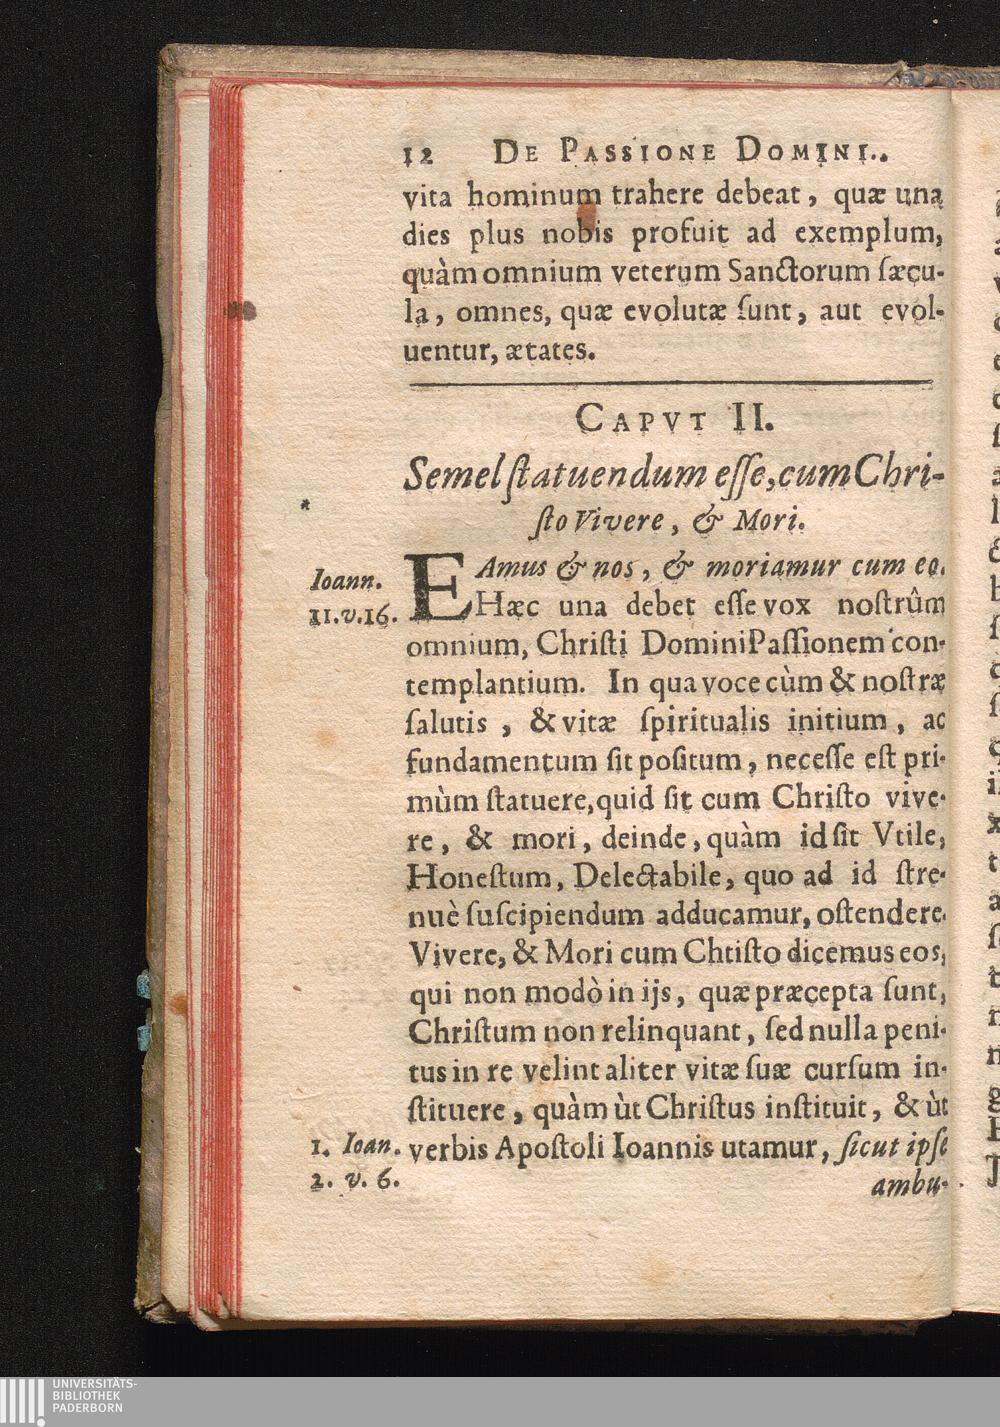 12 DE PASSIONE DOMINI.
vita hominum trahere debeat, quæ una
dies plus nobis profuit ad exemplum,
quàm omnium veterum Sanctorum ſæcu-
la, omnes, quæ evolutæ ſunt, aut evol-
uentur, ætates.
CAPVT II.
Semel ſtatuendum eſſe, cum Chri-
ſto Vivere, & Mori.
Ioann.
11.v.16.
EAmus & nos, & moriamur cum eo.
Hæc una debet eſſe vox noſtrûm
omnium, Chriſti Domini Paſſionem con-
templantium. In qua voce cùm & noſtræ
ſalutis, & vitæ ſpiritualis initium, ac
fundamentum ſit poſitum, neceſſe eſt pri-
mùm ſtatuere, quid ſit cum Chriſto vive-
re, & mori, deinde, quàm id ſit Vtile,
Honeſtum, Delectabile, quo ad id ſtre-
nuè ſuſcipiendum adducamur, oſtendere.
Vivere, & Mori cum Chtiſto dicemus eos,
qui non modò in ijs, quæ præcepta ſunt,
Chriſtum non relinquant, ſed nulla peni-
tus in re velint aliter vitæ ſuæ curſum in-
ſtituere, quàm ùt Chriſtus inſtituit, & ùt
1. Ioan.
2. v. 6.
verbis Apoſtoli Ioannis utamur, ſicut ipſe
ambu-
UNIVERSITÄTS-
BIBLIOTHEK
PADERBORN